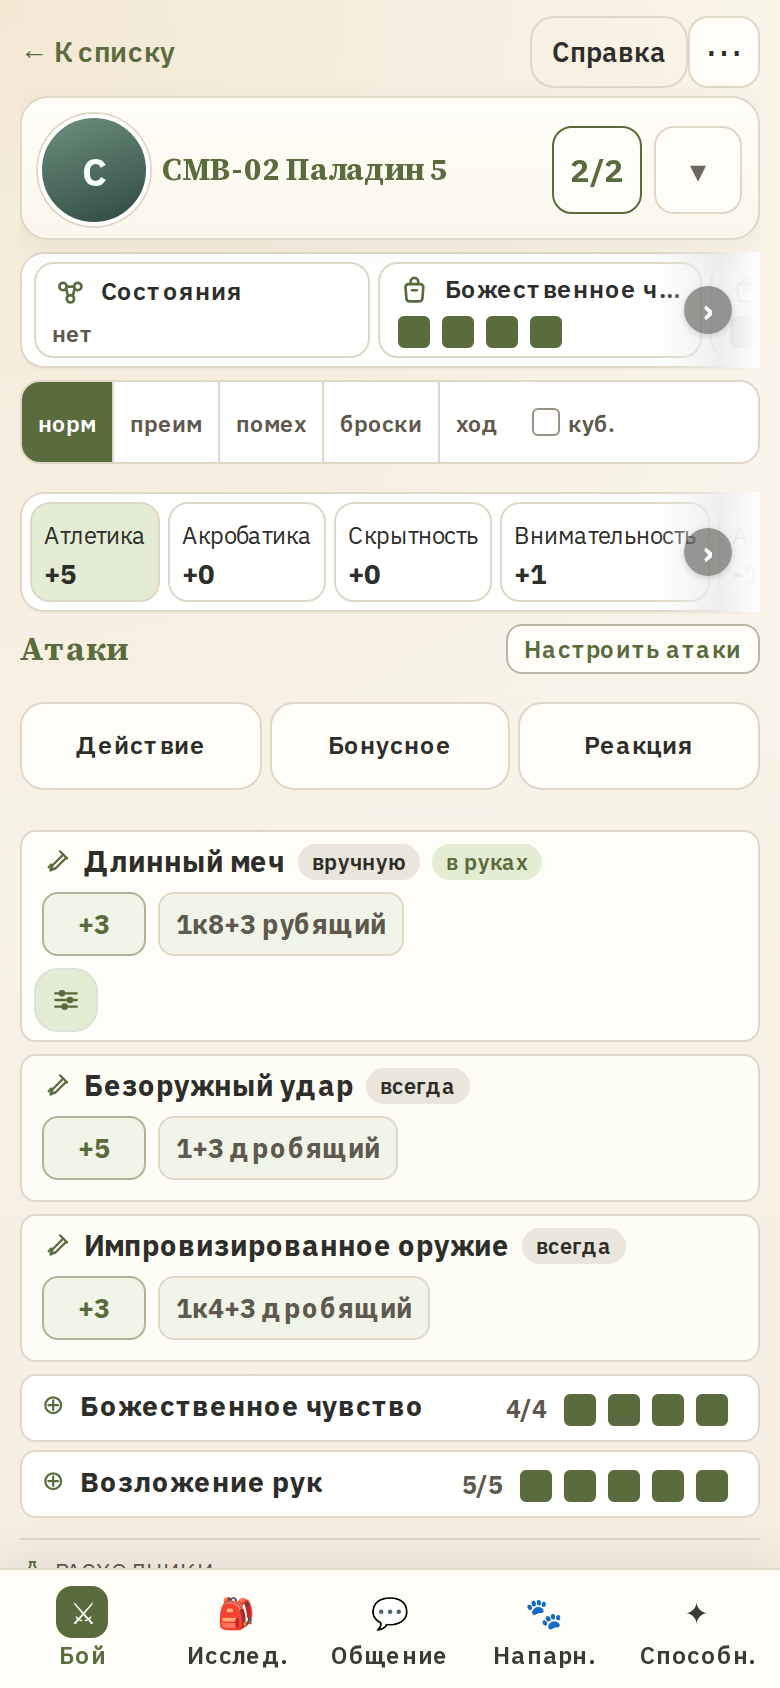 ← К списку
Справка
...
С
СМВ-02 Паладин 5
2/2
▼
Состояния
нет
Божественное ч...
›
норм
преим
помех
броски
ход
куб.
Атлетика
+5
Акробатика
+0
Скрытность
+0
Внимательность
+1
›
Атаки
Настроить атаки
Действие
Бонусное
Реакция
Длинный меч
вручную
в руках
+3
1к8+3 рубящий
Безоружный удар
всегда
+5
1+3 дробящий
Импровизированное оружие
всегда
+3
1к4+3 дробящий
Божественное чувство
4/4
Возложение рук
5/5
Бой
Исслед.
Общение
Напарн.
Способн.